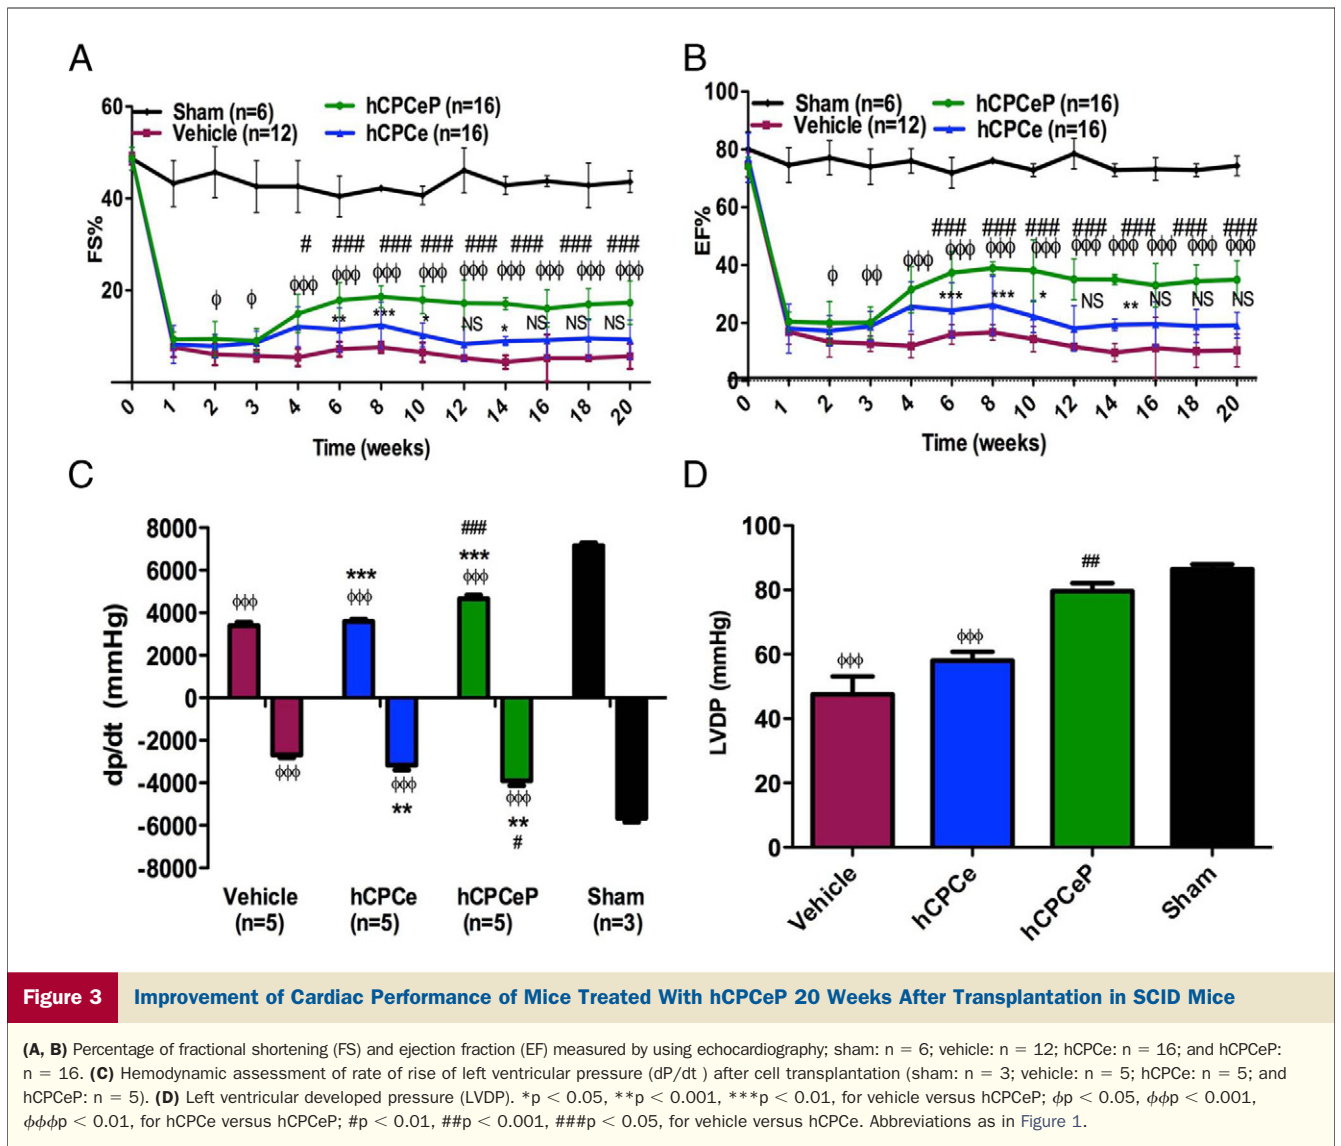 A
60
40
20
FS%
Sham (n=6)
Vehicle (n=12)
hCPCeP (n=16)
hCPCe (n=16)
# ### ### ### ### ### ### ###
ϕ ϕ ϕϕϕ ϕϕϕ ϕϕϕ ϕϕϕ ϕϕϕ ϕϕϕ ϕϕϕ ϕϕϕ ϕϕϕ
** *** * NS * NS NS NS
0 1 2 3 4 6 8 10 12 14 16 18 20
Time (weeks)
B
100
80
60
40
20
0
EF%
Sham (n=6)
Vehicle (n=12)
hCPCeP (n=16)
hCPCe (n=16)
### ### ### ### ### ### ###
ϕ ϕϕ ϕϕϕ ϕϕϕ ϕϕϕ ϕϕϕ ϕϕϕ ϕϕϕ ϕϕϕ ϕϕϕ ϕϕϕ
*** *** * NS ** NS NS NS
0 1 2 3 4 6 8 10 12 14 16 18 20
Time (weeks)
C
8000
6000
4000
2000
0
-2000
-4000
-6000
-8000
dp/dt (mmHg)
ϕϕϕ
ϕϕϕ
***
ϕϕϕ
ϕϕϕ
**
###
***
ϕϕϕ
ϕϕϕ
**
#
Vehicle hCPCe hCPCeP Sham
(n=5) (n=5) (n=5) (n=3)
D
100
80
60
40
20
0
LVDP (mmHg)
ϕϕϕ
ϕϕϕ
##
Vehicle hCPCe hCPCeP Sham
Figure 3 Improvement of Cardiac Performance of Mice Treated With hCPCeP 20 Weeks After Transplantation in SCID Mice
(A, B) Percentage of fractional shortening (FS) and ejection fraction (EF) measured by using echocardiography; sham: n = 6; vehicle: n = 12; hCPCe: n = 16; and hCPCeP:
n = 16. (C) Hemodynamic assessment of rate of rise of left ventricular pressure (dP/dt ) after cell transplantation (sham: n = 3; vehicle: n = 5; hCPCe: n = 5; and
hCPCeP: n = 5). (D) Left ventricular developed pressure (LVDP). *p < 0.05, **p < 0.001, ***p < 0.01, for vehicle versus hCPCeP; ϕp < 0.05, ϕϕp < 0.001,
ϕϕϕp < 0.01, for hCPCe versus hCPCeP; #p < 0.01, ##p < 0.001, ###p < 0.05, for vehicle versus hCPCe. Abbreviations as in Figure 1.